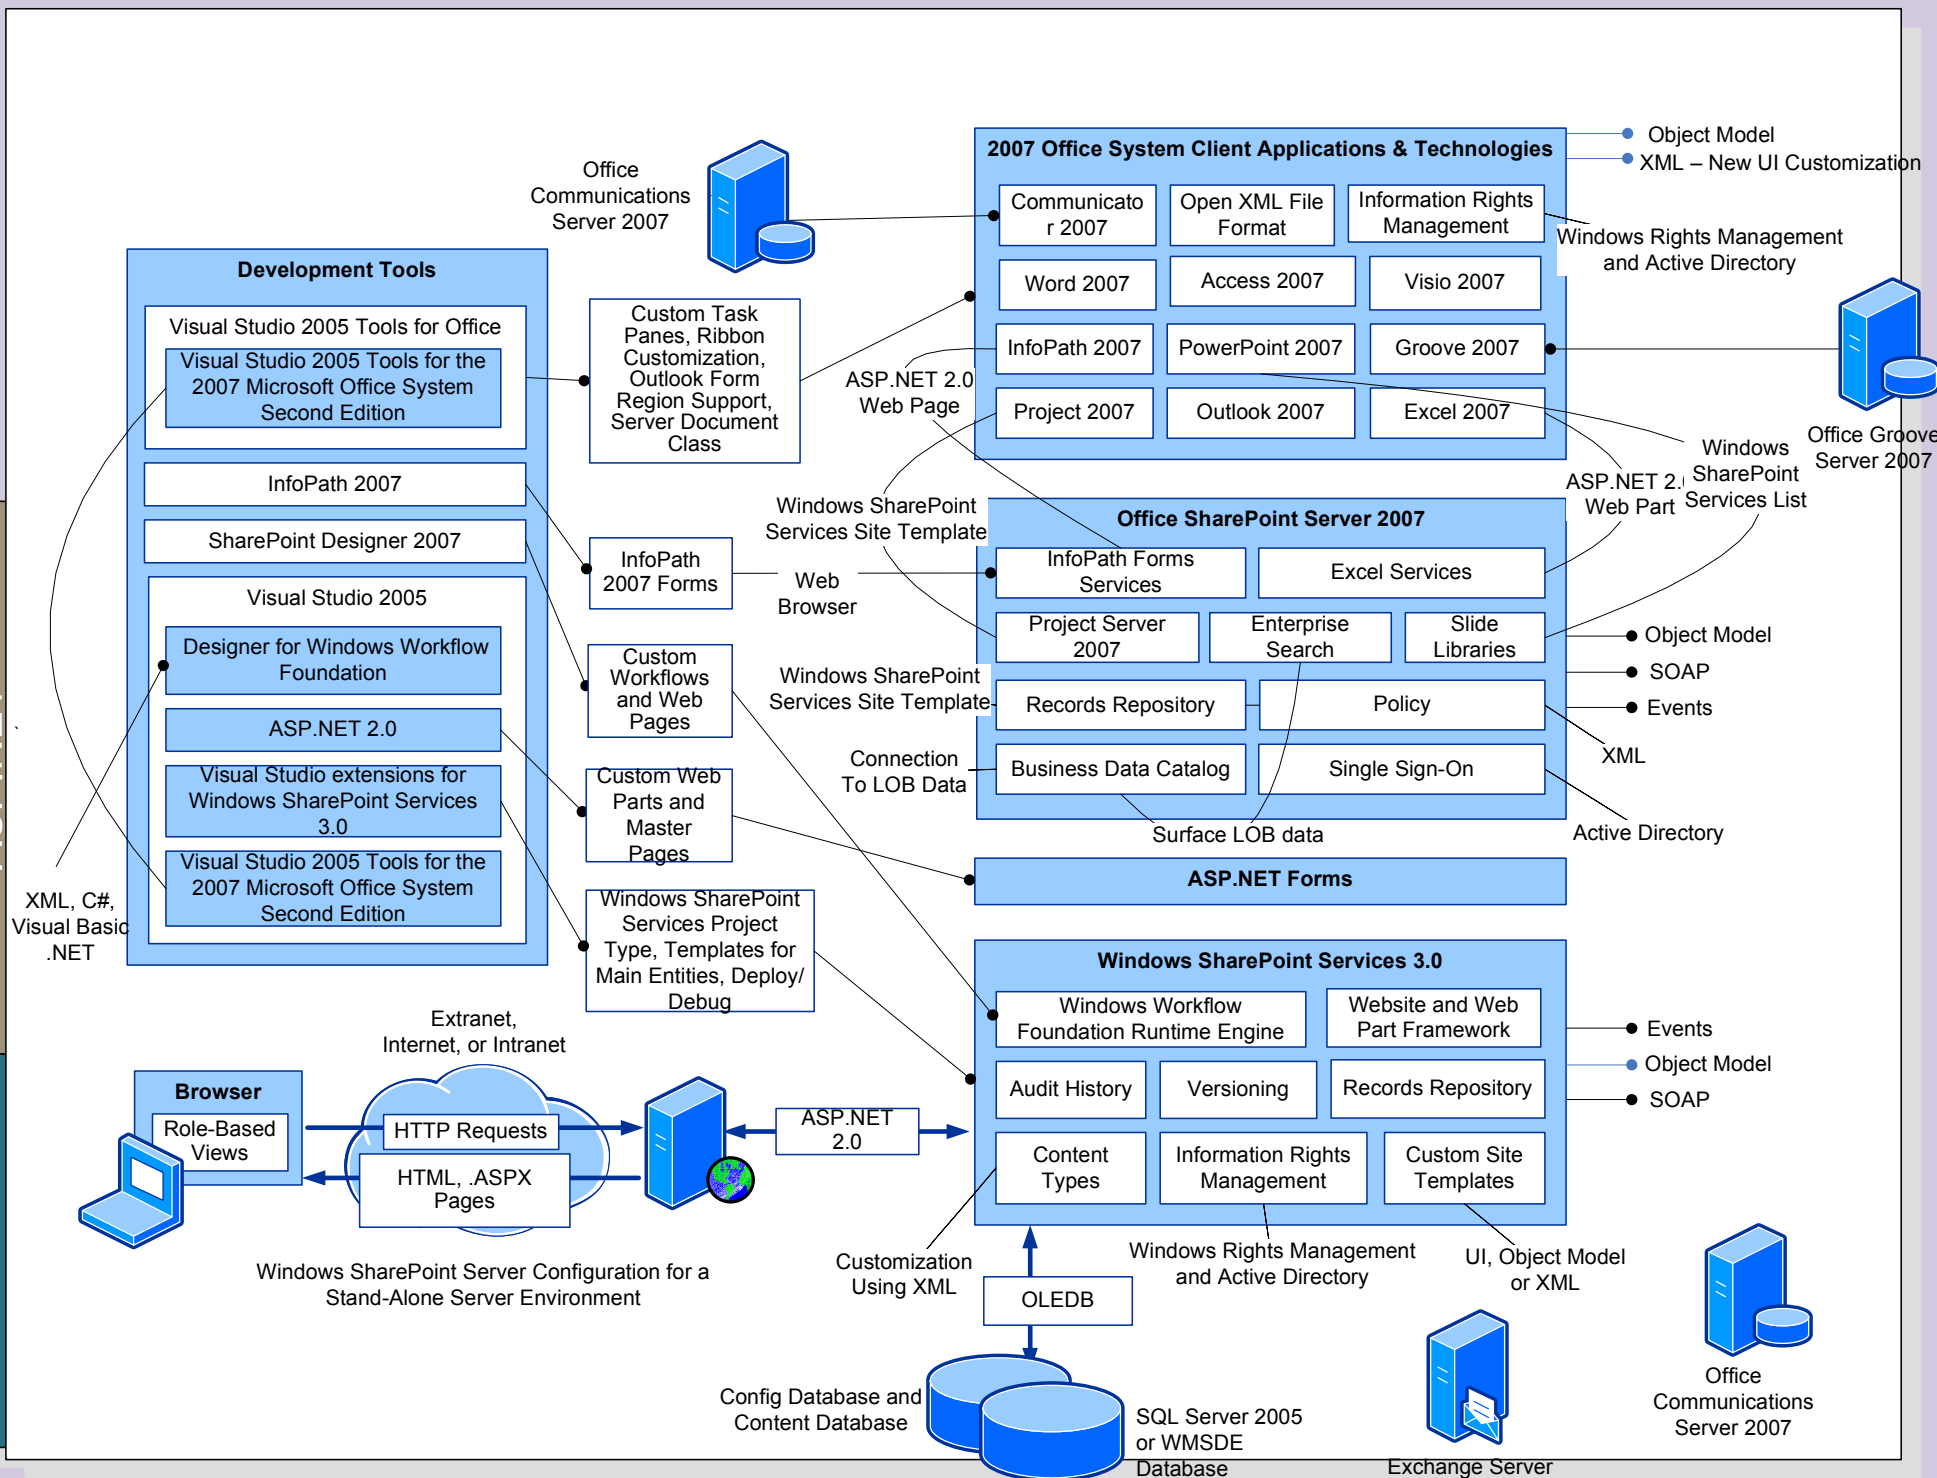 Office
Communications
Server 2007
2007 Office System Client Applications & Technologies
Communicato
r 2007
Open XML File
Format
Information Rights
Management
Word 2007
Access 2007
Visio 2007
InfoPath 2007
PowerPoint 2007
Groove 2007
Project 2007
Outlook 2007
Excel 2007
Object Model
XML – New UI Customization
Windows Rights Management
and Active Directory
Office Groove
Server 2007
Development Tools
Visual Studio 2005 Tools for Office
Visual Studio 2005 Tools for the
2007 Microsoft Office System
Second Edition
InfoPath 2007
SharePoint Designer 2007
Visual Studio 2005
Designer for Windows Workflow
Foundation
ASP.NET 2.0
Visual Studio extensions for
Windows SharePoint Services
3.0
Visual Studio 2005 Tools for the
2007 Microsoft Office System
Second Edition
XML, C#,
Visual Basic
.NET
Custom Task
Panes, Ribbon
Customization,
Outlook Form
Region Support,
Server Document
Class
InfoPath
2007 Forms
Custom
Workflows
and Web
Pages
Custom Web
Parts and
Master
Pages
Windows SharePoint
Services Project
Type, Templates for
Main Entities, Deploy/
Debug
ASP.NET 2.0
Web Page
Windows SharePoint
Services Site Template
Web
Browser
Windows SharePoint
Services Site Template
Connection
To LOB Data
ASP.NET 2.0
Web Part
Windows
SharePoint
Services List
Office SharePoint Server 2007
InfoPath Forms
Services
Excel Services
Project Server
2007
Enterprise
Search
Slide
Libraries
Records Repository
Policy
Business Data Catalog
Single Sign-On
Surface LOB data
Object Model
SOAP
Events
XML
Active Directory
ASP.NET Forms
Windows SharePoint Services 3.0
Windows Workflow
Foundation Runtime Engine
Website and Web
Part Framework
Audit History
Versioning
Records Repository
Content
Types
Information Rights
Management
Custom Site
Templates
Events
Object Model
SOAP
Customization
Using XML
Windows Rights Management
and Active Directory
UI, Object Model
or XML
Extranet,
Internet, or Intranet
Browser
Role-Based
Views
HTTP Requests
HTML, .ASPX
Pages
ASP.NET
2.0
Windows SharePoint Server Configuration for a
Stand-Alone Server Environment
OLEDB
Config Database and
Content Database
SQL Server 2005
or WMSDE
Database
Exchange Server
Office
Communications
Server 2007